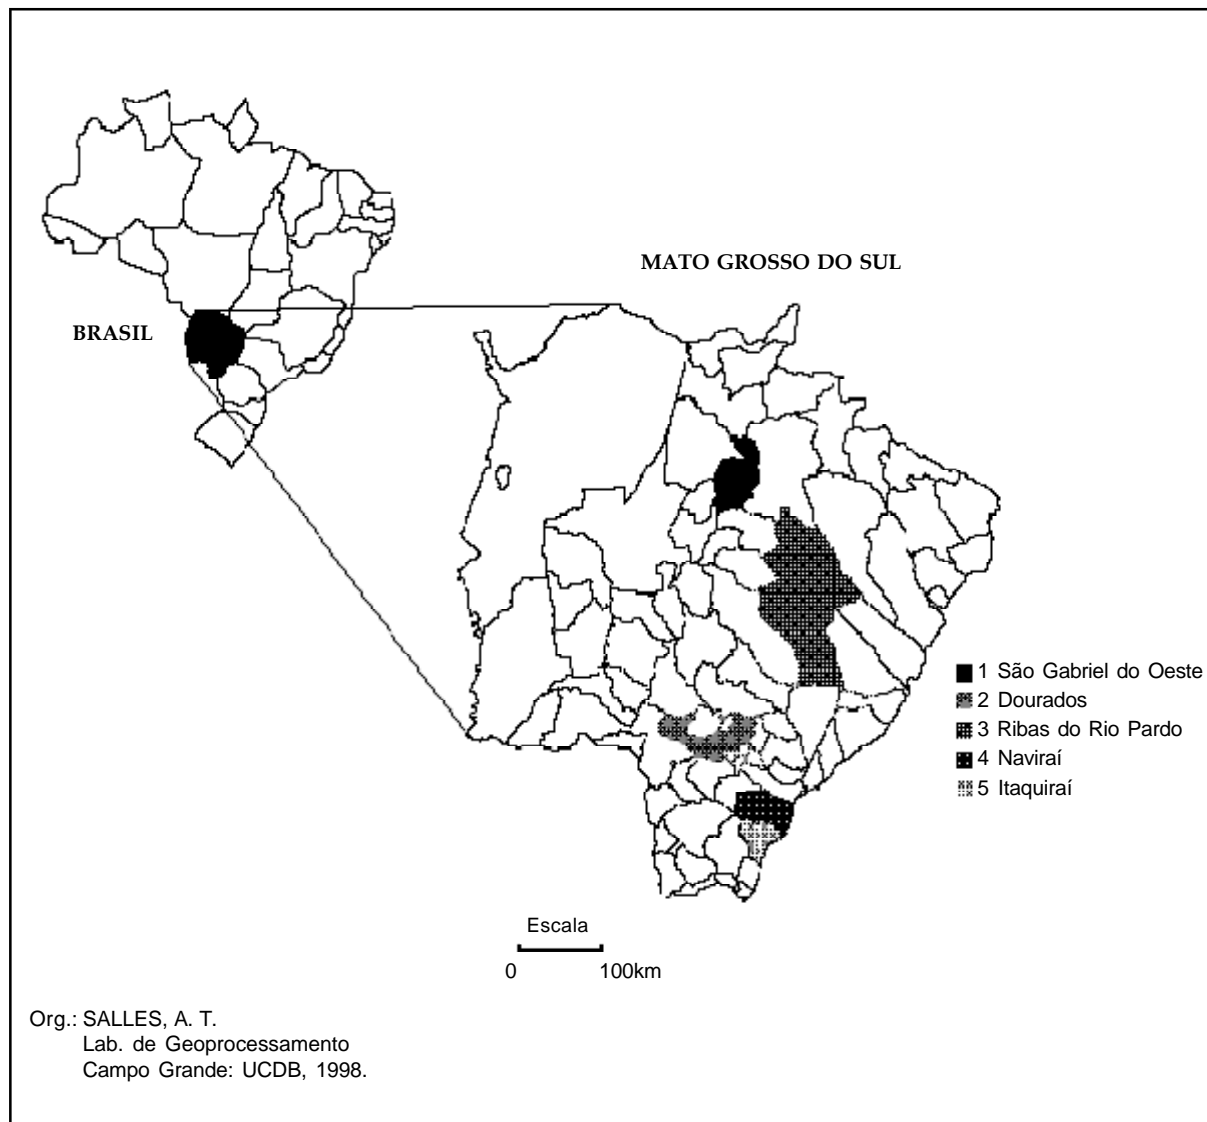 MATO GROSSO DO SUL
BRASIL
1 São Gabriel do Oeste
2 Dourados
3 Ribas do Rio Pardo
4 Naviraí
5 Itaquiraí
Escala
0 100km
Org.: SALLES, A. T.
Lab. de Geoprocessamento
Campo Grande: UCDB, 1998.